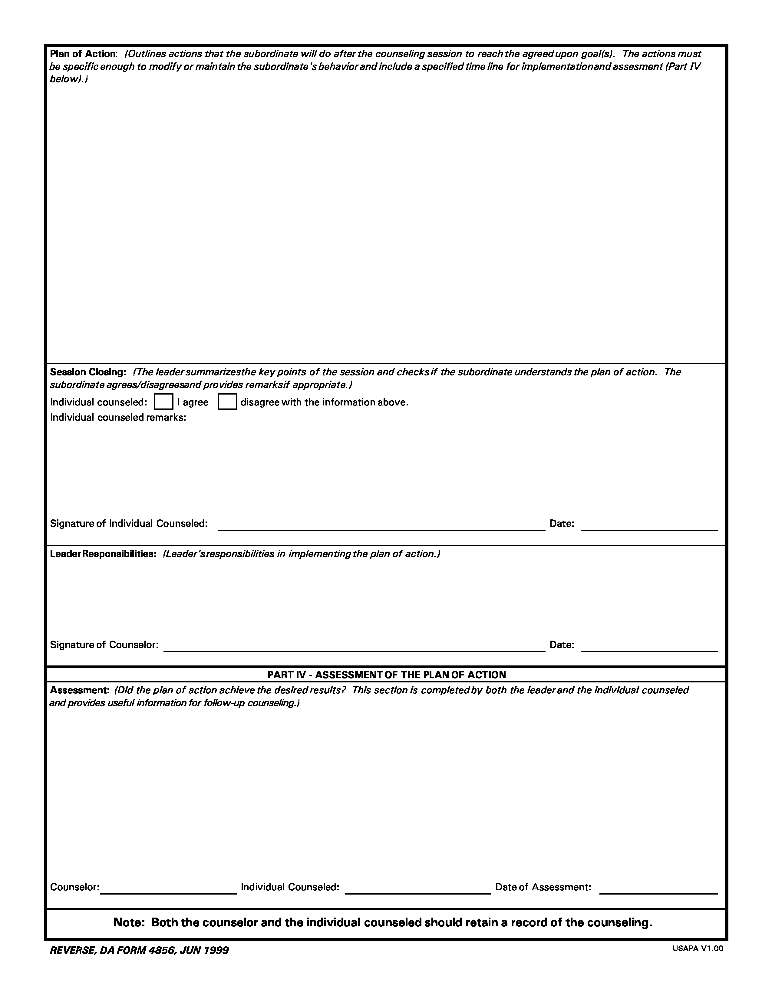 Plan of Action: (Outlines actions that the subordinate will do after the counseling session to reach the agreed upon goal(s). The actions must
be specific enough to modify or maintain the subordinate's behavior and include a specified time line for implementation and assesment (Part IV
below).)
Session Closing: (The leader summarizes the key points of the session and checks if the subordinate understands the plan of action. The
subordinate agrees/disagrees and provides remarks if appropriate.)
Individual counseled: I agree disagree with the information above.
Individual counseled remarks:
Signature of Individual Counseled: Date:
Leader Responsibilities: (Leader's responsibilities in implementing the plan of action.)
Signature of Counselor: Date:
PART IV - ASSESSMENT OF THE PLAN OF ACTION
Assessment: (Did the plan of action achieve the desired results? This section is completed by both the leader and the individual counseled
and provides useful information for follow-up counseling.)
Counselor: Individual Counseled: Date of Assessment:
Note: Both the counselor and the individual counseled should retain a record of the counseling.
REVERSE, DA FORM 4856, JUN 1999 USAPA V1.00